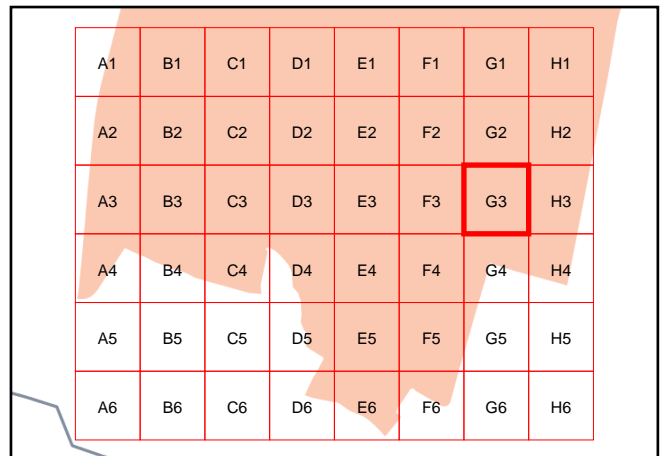 A1 B1 C1 D1 E1 F1 G1 H1
A2 B2 C2 D2 E2 F2 G2 H2
A3 B3 C3 D3 E3 F3 G3 H3
A4 B4 C4 D4 E4 F4 G4 H4
A5 B5 C5 D5 E5 F5 G5 H5
A6 B6 C6 D6 E6 F6 G6 H6